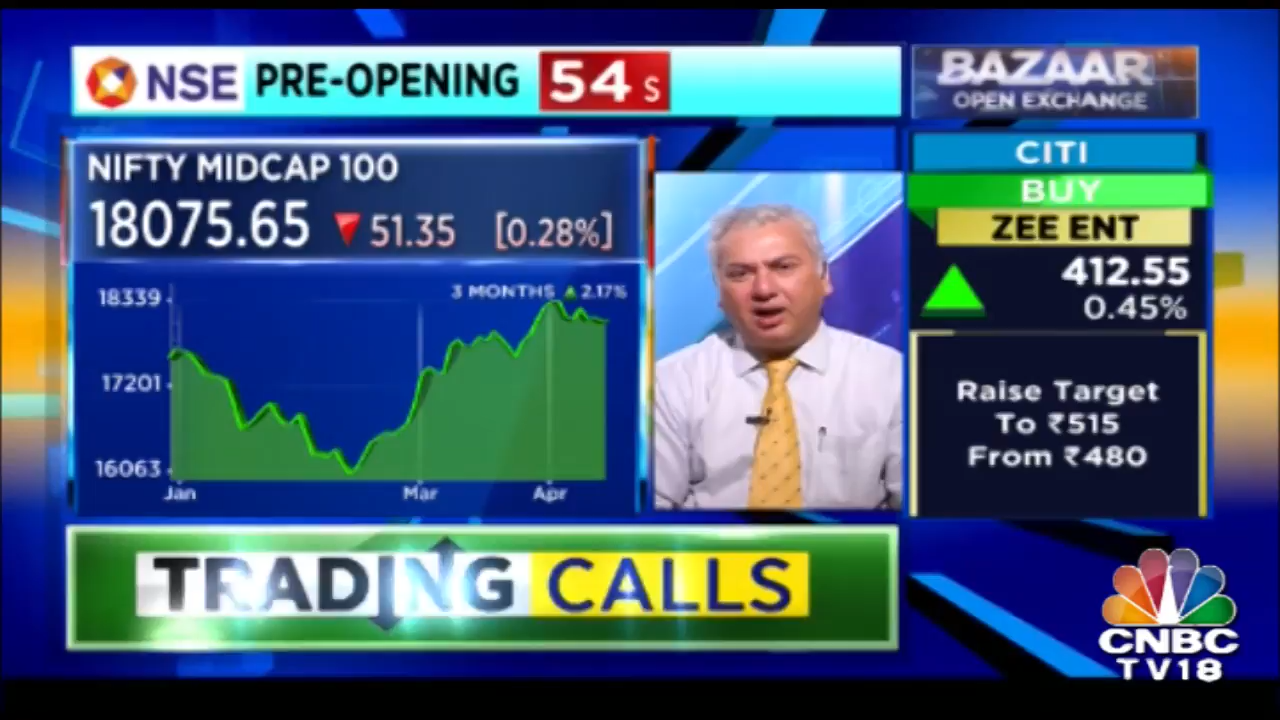 NSE PRE-OPENING 54 S
BAZAAR
OPEN EXCHANGE
NIFTY MIDCAP 100
18075.65 ▼ 51.35 [0.28%]
3 MONTHS ▲ 2.17%
18339
17201
16063
Jan Mar Apr
CITI
BUY
ZEE ENT
412.55
0.45%
Raise Target
To ₹515
From ₹480
TRADING CALLS
CNBC
TV18